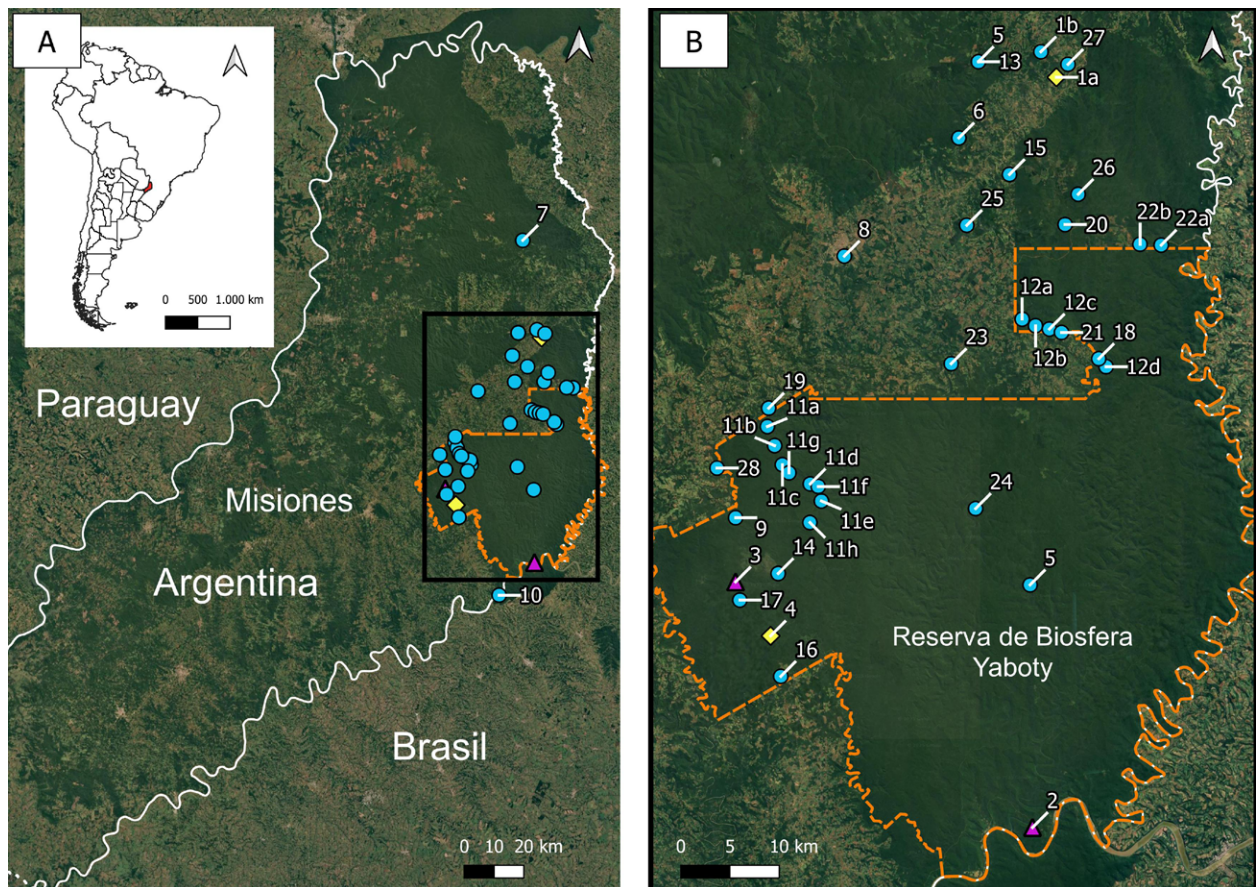 A
0 500 1.000 km
7
Paraguay
Misiones
Argentina
10
Brasil
0 10 20 km
B
5
13
1b
27
1a
6
15
26
25
20
8
22b
22a
12a
12c
12b
21
18
12d
23
19
11a
11b
11g
11d
28
11c
11f
11e
24
9
11h
3
14
5
17
4
Reserva de Biosfera
Yaboty
16
2
0 5 10 km